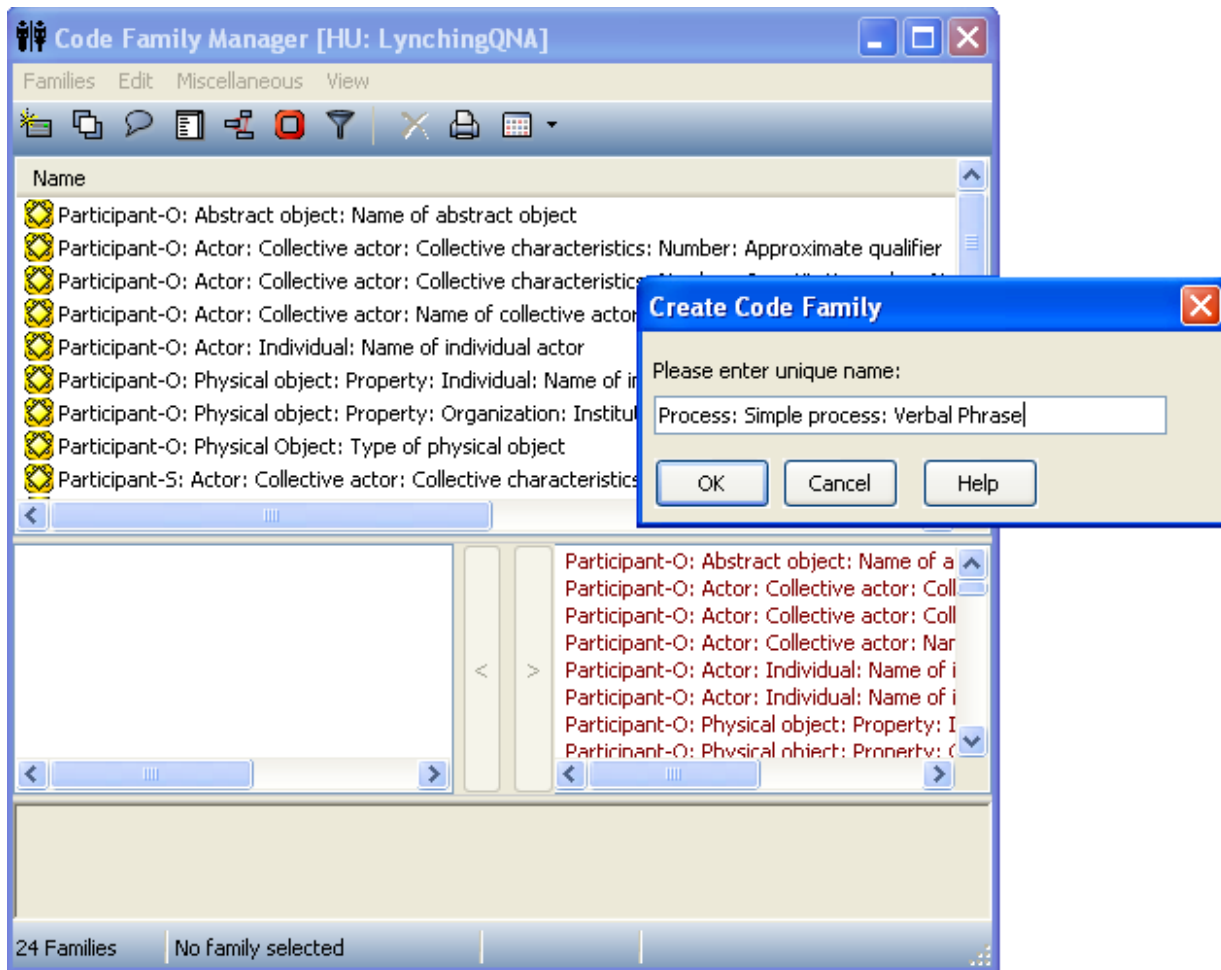 Code Family Manager [HU: LynchingQNA]
Families Edit Miscellaneous View
Name
Participant-O: Abstract object: Name of abstract object
Participant-O: Actor: Collective actor: Collective characteristics: Number: Approximate qualifier
Participant-O: Actor: Collective actor: Collective characteristics
Participant-O: Actor: Collective actor: Name of collective actor
Participant-O: Actor: Individual: Name of individual actor
Participant-O: Physical object: Property: Individual: Name of
Participant-O: Physical object: Property: Organization:
Participant-O: Physical Object: Type of physical object
Participant-S: Actor: Collective actor: Collective characteristics
Create Code Family
Please enter unique name:
Process: Simple process: Verbal Phrase
OK Cancel Help
< >
Participant-O: Abstract object: Name of a
Participant-O: Actor: Collective actor: Coll
Participant-O: Actor: Collective actor: Coll
Participant-O: Actor: Collective actor: Nar
Participant-O: Actor: Individual: Name of i
Participant-O: Actor: Individual: Name of i
Participant-O: Physical object: Property: I
Participant-O: Physical object: Property: (
24 Families No family selected